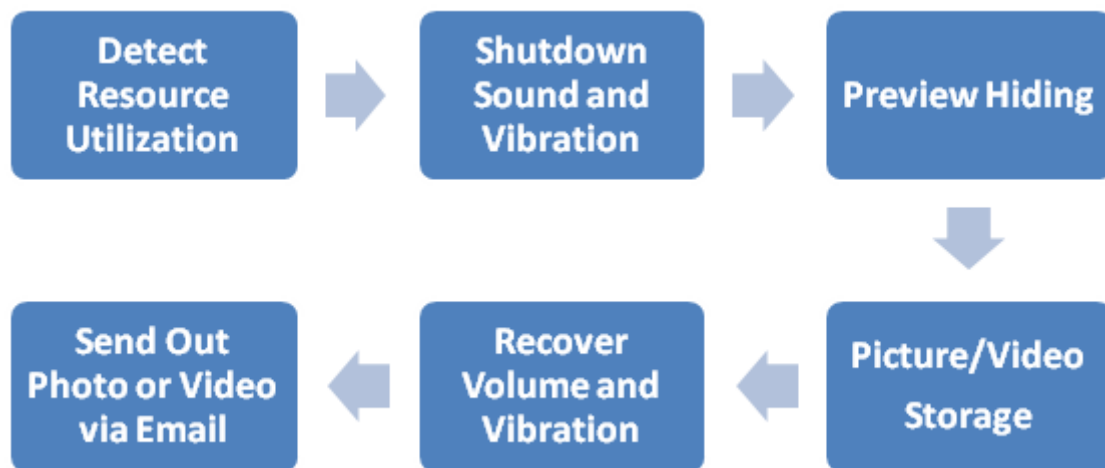 Detect
Resource
Utilization
Shutdown
Sound and
Vibration
Preview Hiding
Picture/Video
Storage
Recover
Volume and
Vibration
Send Out
Photo or Video
via Email